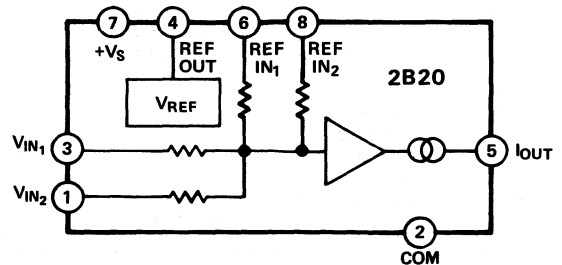 7 4 6 8
+VS REF OUT REF IN1 REF IN2
2B20
VREF
VIN1 3
5 IOUT
VIN2 1
2
COM